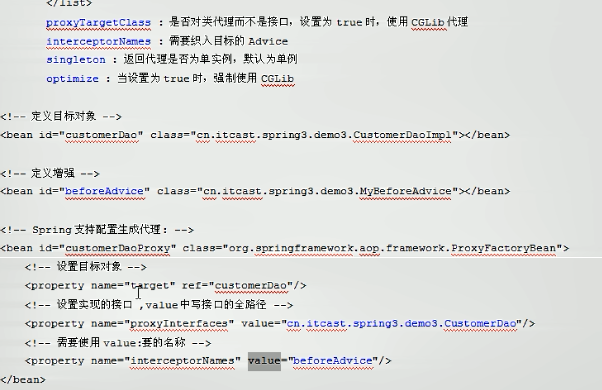 </list>
proxyTargetClass : 是否对类代理而不是接口，设置为 true 时，使用 CGLib 代理
interceptorNames : 需要织入目标的 Advice
singleton : 返回代理是否为单实例，默认为单例
optimize : 当设置为 true 时，强制使用 CGLib
<!-- 定义目标对象 -->
<bean id="customerDao" class="cn.itcast.spring3.demo3.CustomerDaoImpl"></bean>
<!-- 定义增强 -->
<bean id="beforeAdvice" class="cn.itcast.spring3.demo3.MyBeforeAdvice"></bean>
<!-- Spring 支持配置生成代理: -->
<bean id="customerDaoProxy" class="org.springframework.aop.framework.ProxyFactoryBean">
<!-- 设置目标对象 -->
<property name="target" ref="customerDao"/>
<!-- 设置实现的接口 ,value 中写接口的全路径 -->
<property name="proxyInterfaces" value="cn.itcast.spring3.demo3.CustomerDao"/>
<!-- 需要使用 value:要的名称 -->
<property name="interceptorNames" value="beforeAdvice"/>
</bean>